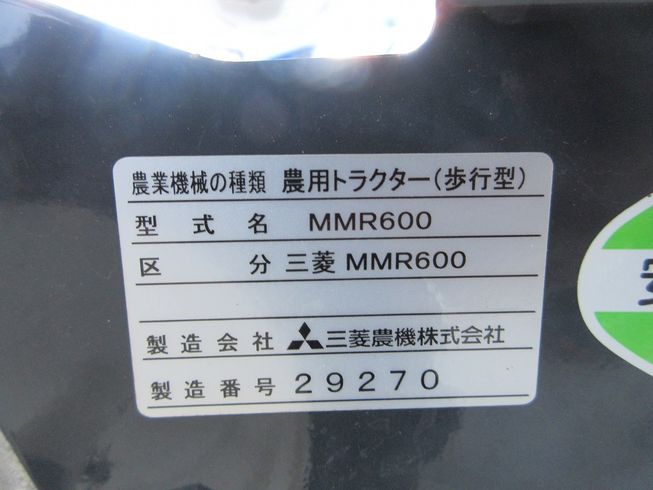 農業機械の種類 農用トラクター(歩行型)
型式名 MMR600
区分 三菱 MMR600
製造会社 三菱農機株式会社
製造番号 29270